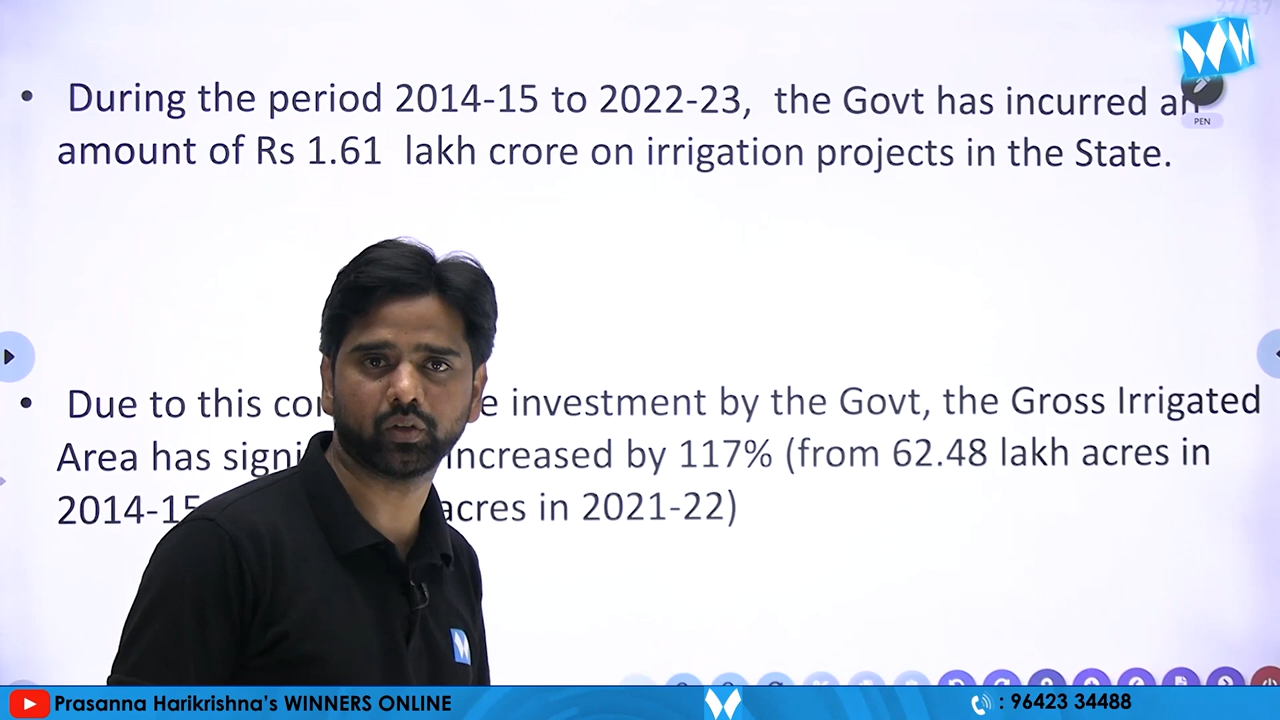 27/37
During the period 2014-15 to 2022-23, the Govt has incurred an
PEN
amount of Rs 1.61 lakh crore on irrigation projects in the State.
Due to this investment by the Govt, the Gross Irrigated
Area has increased by 117% (from 62.48 lakh acres in
2014-15 acres in 2021-22)
Prasanna Harikrishna's WINNERS ONLINE
: 96423 34488